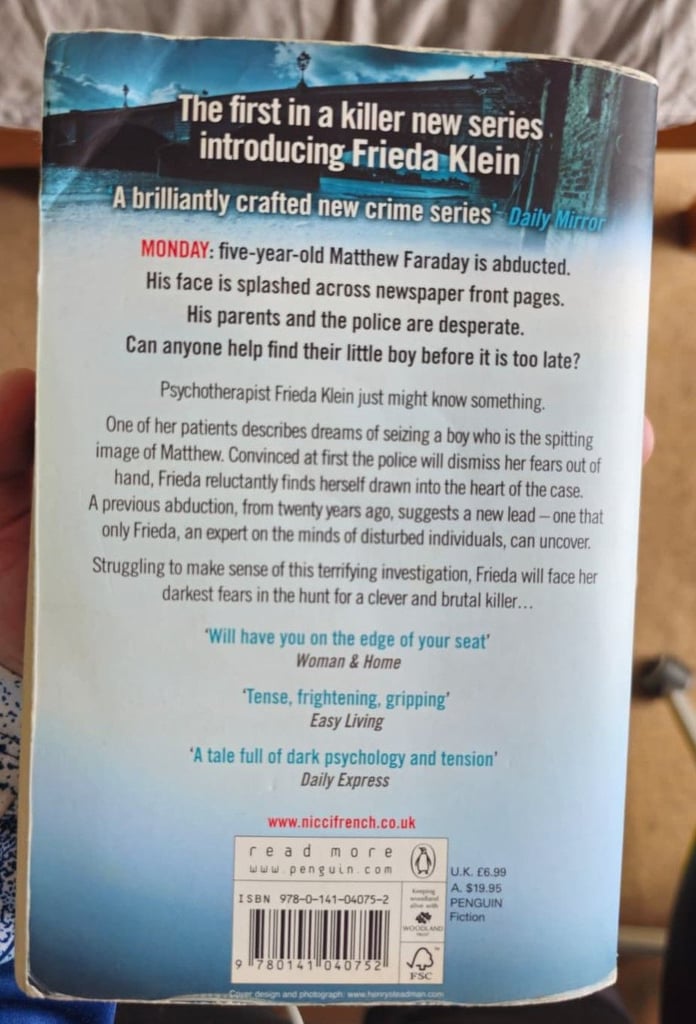 The first in a killer new series
introducing Frieda Klein
'A brilliantly crafted new crime series' Daily Mirror
MONDAY: five-year-old Matthew Faraday is abducted.
His face is splashed across newspaper front pages.
His parents and the police are desperate.
Can anyone help find their little boy before it is too late?
Psychotherapist Frieda Klein just might know something.
One of her patients describes dreams of seizing a boy who is the spitting
image of Matthew. Convinced at first the police will dismiss her fears out of
hand, Frieda reluctantly finds herself drawn into the heart of the case.
A previous abduction, from twenty years ago, suggests a new lead – one that
only Frieda, an expert on the minds of disturbed individuals, can uncover.
Struggling to make sense of this terrifying investigation, Frieda will face her
darkest fears in the hunt for a clever and brutal killer...
'Will have you on the edge of your seat'
Woman & Home
'Tense, frightening, gripping'
Easy Living
'A tale full of dark psychology and tension'
Daily Express
www.niccifrench.co.uk
read more
www.penguin.com
U.K. £6.99
A. $19.95
PENGUIN
Fiction
ISBN 978-0-141-04075-2
9 780141 040752
Keeping
woodland
alive with
WOODLAND
TRUST
FSC
Cover design and photograph: www.henrysteadman.com